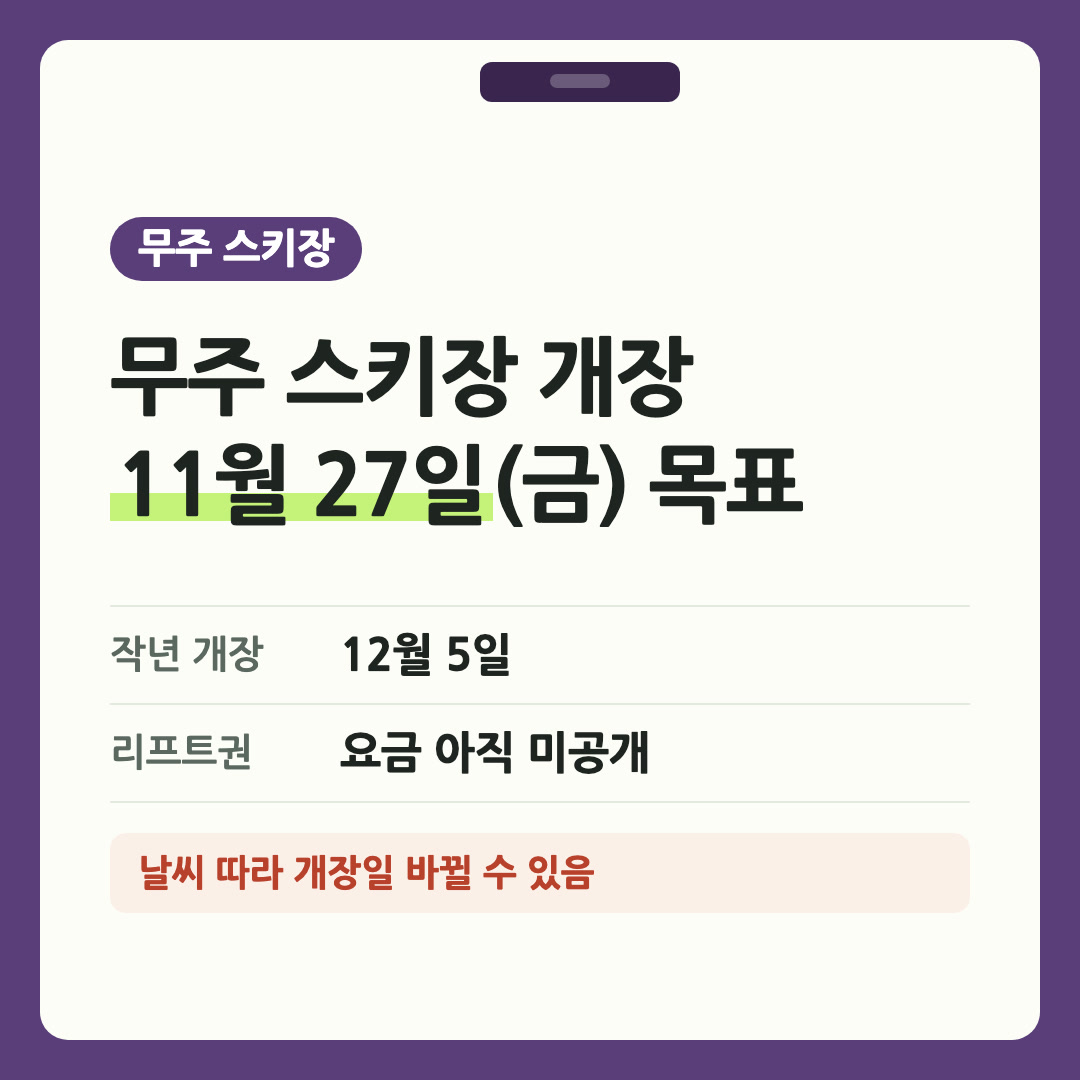 무주 스키장
무주 스키장 개장
11월 27일(금) 목표
작년 개장 12월 5일
리프트권 요금 아직 미공개
날씨 따라 개장일 바뀔 수 있음